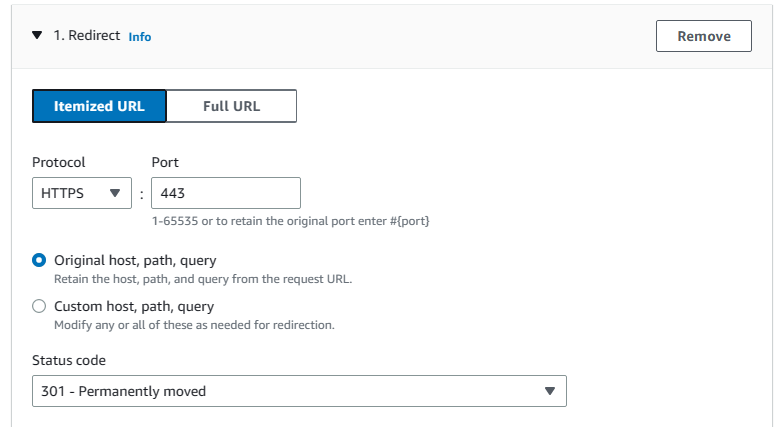 1. Redirect Info
Remove
Itemized URL
Full URL
Protocol
Port
HTTPS
:
443
1-65535 or to retain the original port enter #{port}
Original host, path, query
Retain the host, path, and query from the request URL.
Custom host, path, query
Modify any or all of these as needed for redirection.
Status code
301 - Permanently moved